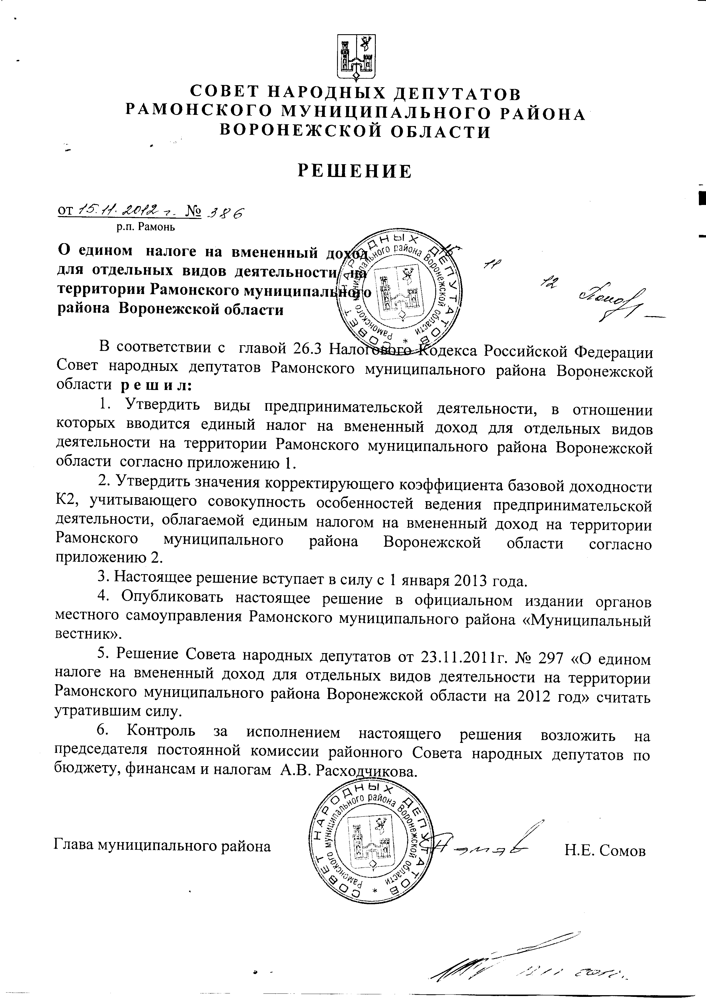 СОВЕТ НАРОДНЫХ ДЕПУТАТОВ
РАМОНСКОГО МУНИЦИПАЛЬНОГО РАЙОНА
ВОРОНЕЖСКОЙ ОБЛАСТИ
РЕШЕНИЕ
от 15.11.2012 г. № 386
р.п. Рамонь
О едином налоге на вмененный доход
для отдельных видов деятельности на
территории Рамонского муниципального
района Воронежской области
СОВЕТ НАРОДНЫХ ДЕПУТАТОВ *
Рамонского муниципального района Воронежской области
15 11 12
В соответствии с главой 26.3 Налогового Кодекса Российской Федерации
Совет народных депутатов Рамонского муниципального района Воронежской
области р е ш и л:
1. Утвердить виды предпринимательской деятельности, в отношении
которых вводится единый налог на вмененный доход для отдельных видов
деятельности на территории Рамонского муниципального района Воронежской
области согласно приложению 1.
2. Утвердить значения корректирующего коэффициента базовой доходности
К2, учитывающего совокупность особенностей ведения предпринимательской
деятельности, облагаемой единым налогом на вмененный доход на территории
Рамонского муниципального района Воронежской области согласно
приложению 2.
3. Настоящее решение вступает в силу с 1 января 2013 года.
4. Опубликовать настоящее решение в официальном издании органов
местного самоуправления Рамонского муниципального района «Муниципальный
вестник».
5. Решение Совета народных депутатов от 23.11.2011г. № 297 «О едином
налоге на вмененный доход для отдельных видов деятельности на территории
Рамонского муниципального района Воронежской области на 2012 год» считать
утратившим силу.
6. Контроль за исполнением настоящего решения возложить на
председателя постоянной комиссии районного Совета народных депутатов по
бюджету, финансам и налогам А.В. Расходчикова.
СОВЕТ НАРОДНЫХ ДЕПУТАТОВ *
Рамонского муниципального района Воронежской области
Глава муниципального района Н.Е. Сомов